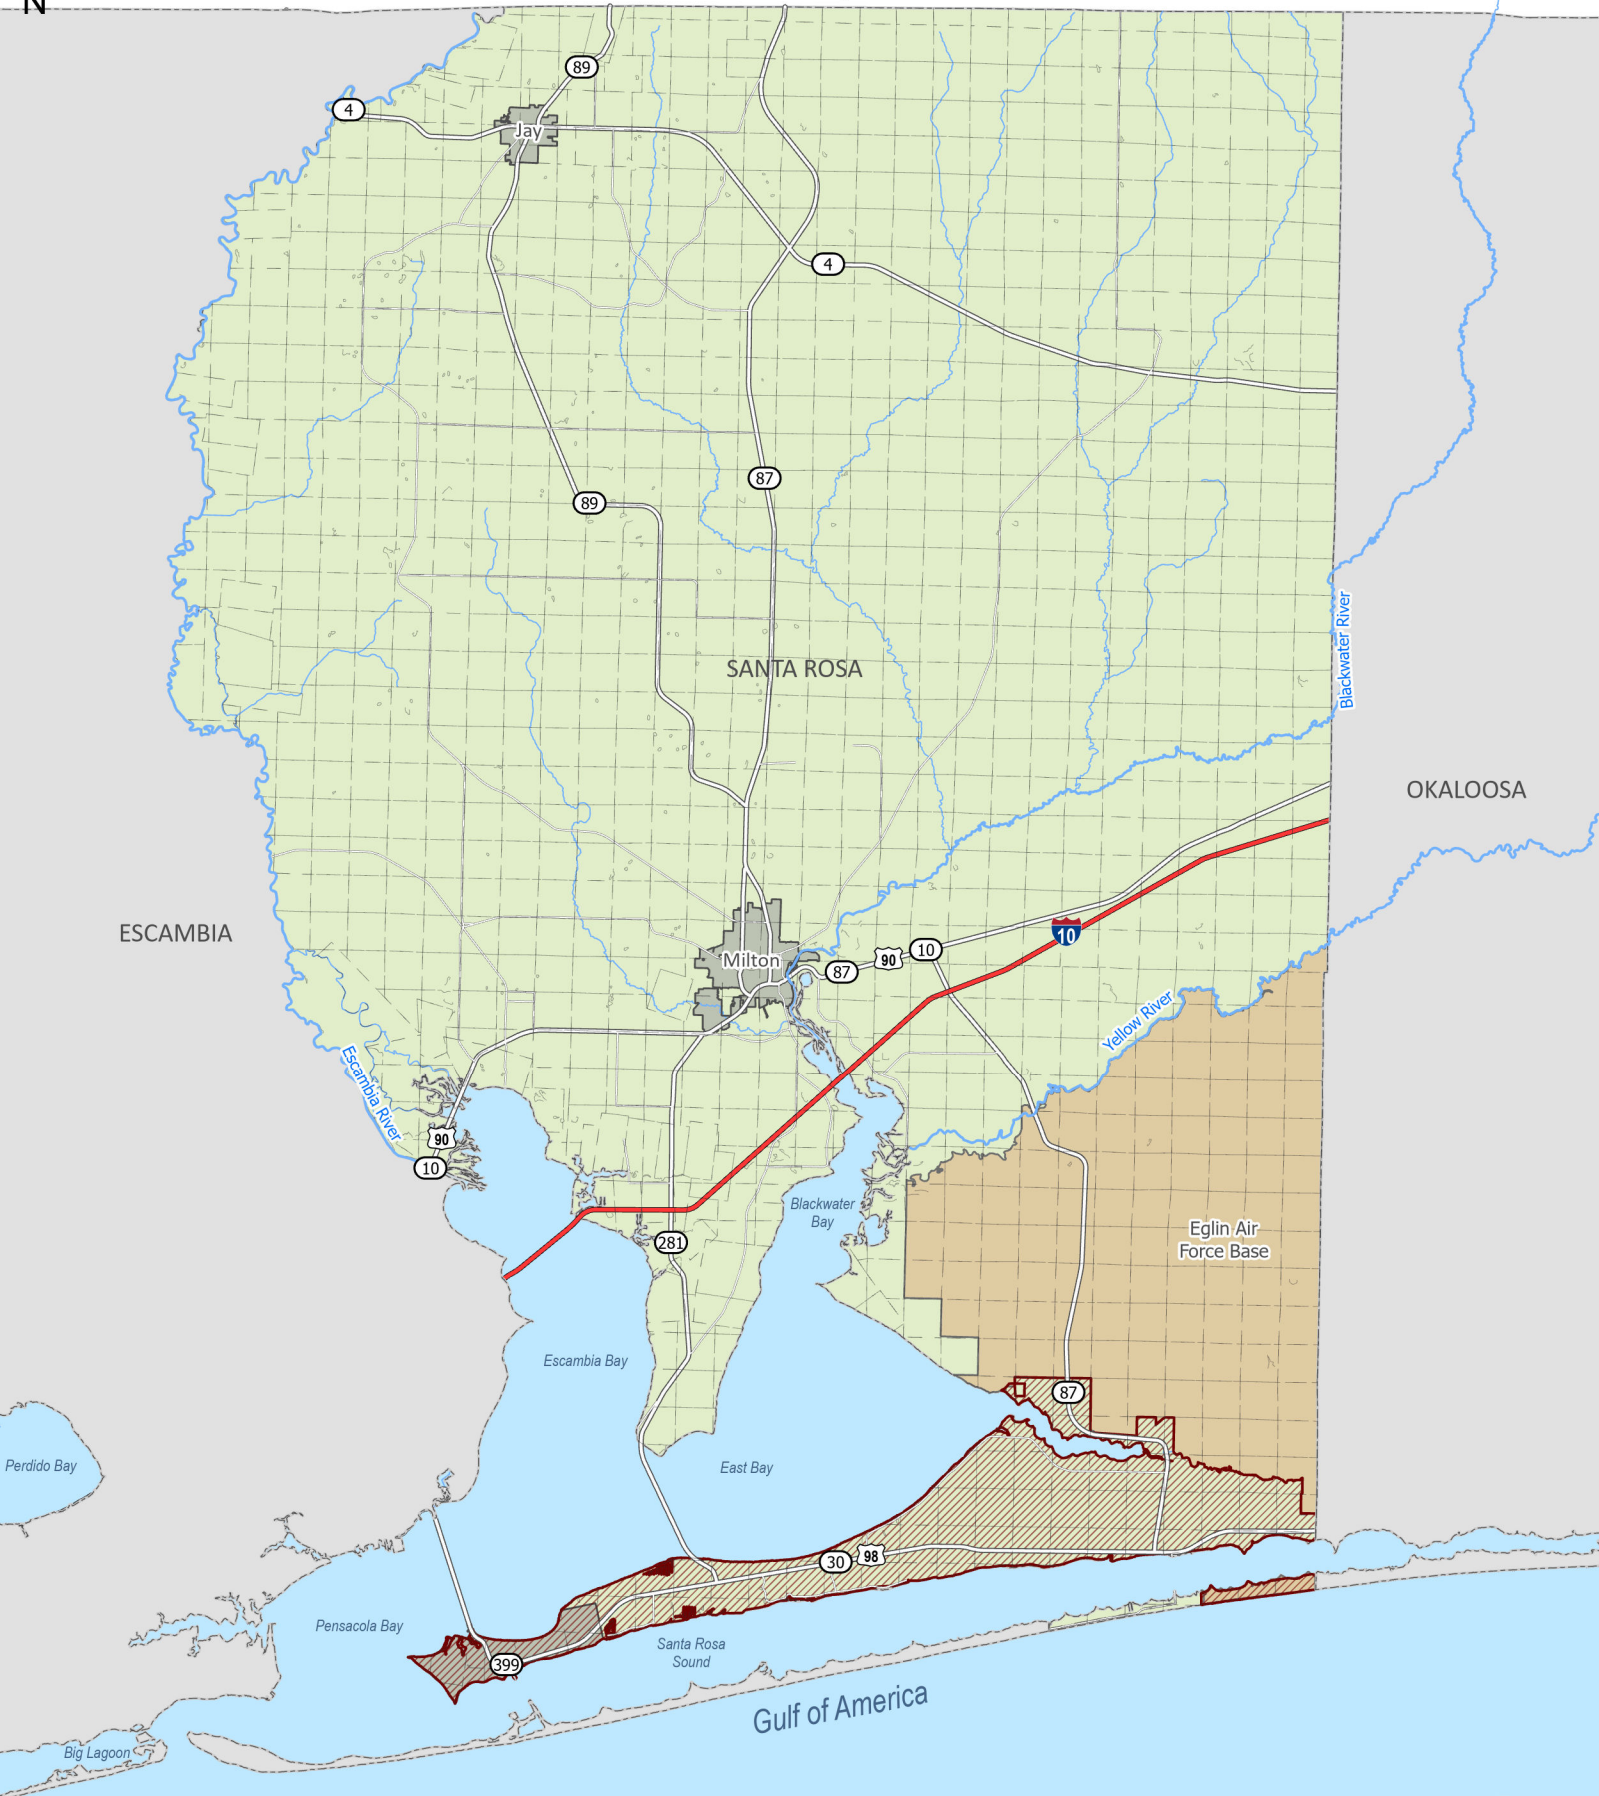 N
89
4
Jay
4
87
89
SANTA ROSA
Blackwater River
OKALOOSA
ESCAMBIA
10
Milton
87
90
10
Yellow River
Escambia River
90
10
Blackwater
Bay
Eglin Air
Force Base
281
Escambia Bay
87
Perdido Bay
East Bay
30
98
Pensacola Bay
Santa Rosa
Sound
399
Gulf of America
Big Lagoon